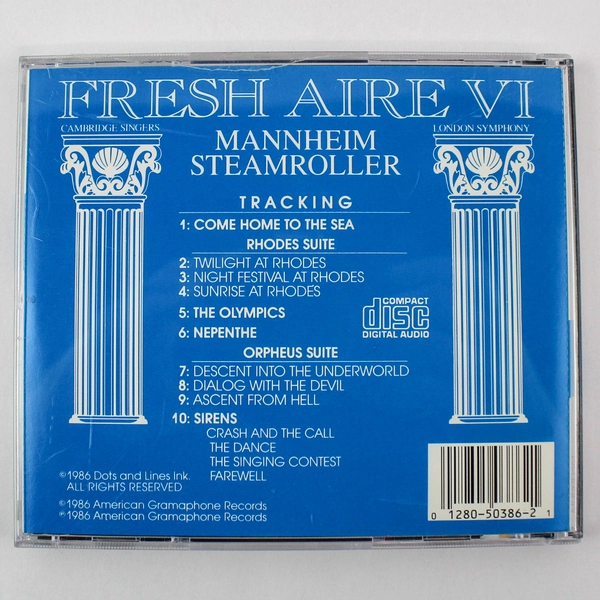 FRESH AIRE VI
CAMBRIDGE SINGERS
LONDON SYMPHONY
MANNHEIM
STEAMROLLER
TRACKING
1: COME HOME TO THE SEA
RHODES SUITE
2: TWILIGHT AT RHODES
3: NIGHT FESTIVAL AT RHODES
4: SUNRISE AT RHODES
5: THE OLYMPICS
6: NEPENTHE
COMPACT
disc
DIGITAL AUDIO
ORPHEUS SUITE
7: DESCENT INTO THE UNDERWORLD
8: DIALOG WITH THE DEVIL
9: ASCENT FROM HELL
10: SIRENS
CRASH AND THE CALL
THE DANCE
THE SINGING CONTEST
FAREWELL
©1986 Dots and Lines Ink.
ALL RIGHTS RESERVED
©1986 American Gramaphone Records
℗1986 American Gramaphone Records
0 1280-50386-2 1